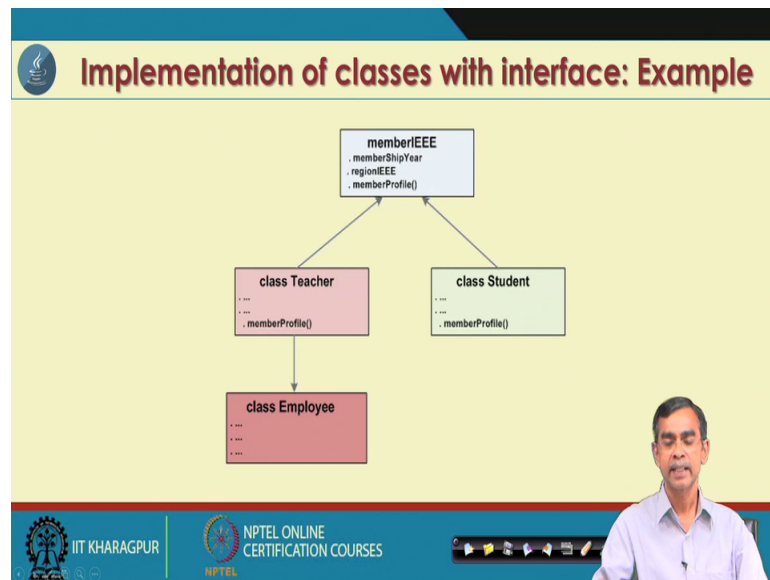 Implementation of classes with interface: Example
memberIEEE
. memberShipYear
. regionIEEE
. memberProfile()
class Teacher
. ...
. ...
. memberProfile()
class Student
. ...
. ...
. memberProfile()
class Employee
. ...
. ...
. ...
IIT KHARAGPUR
NPTEL
NPTEL ONLINE
CERTIFICATION COURSES